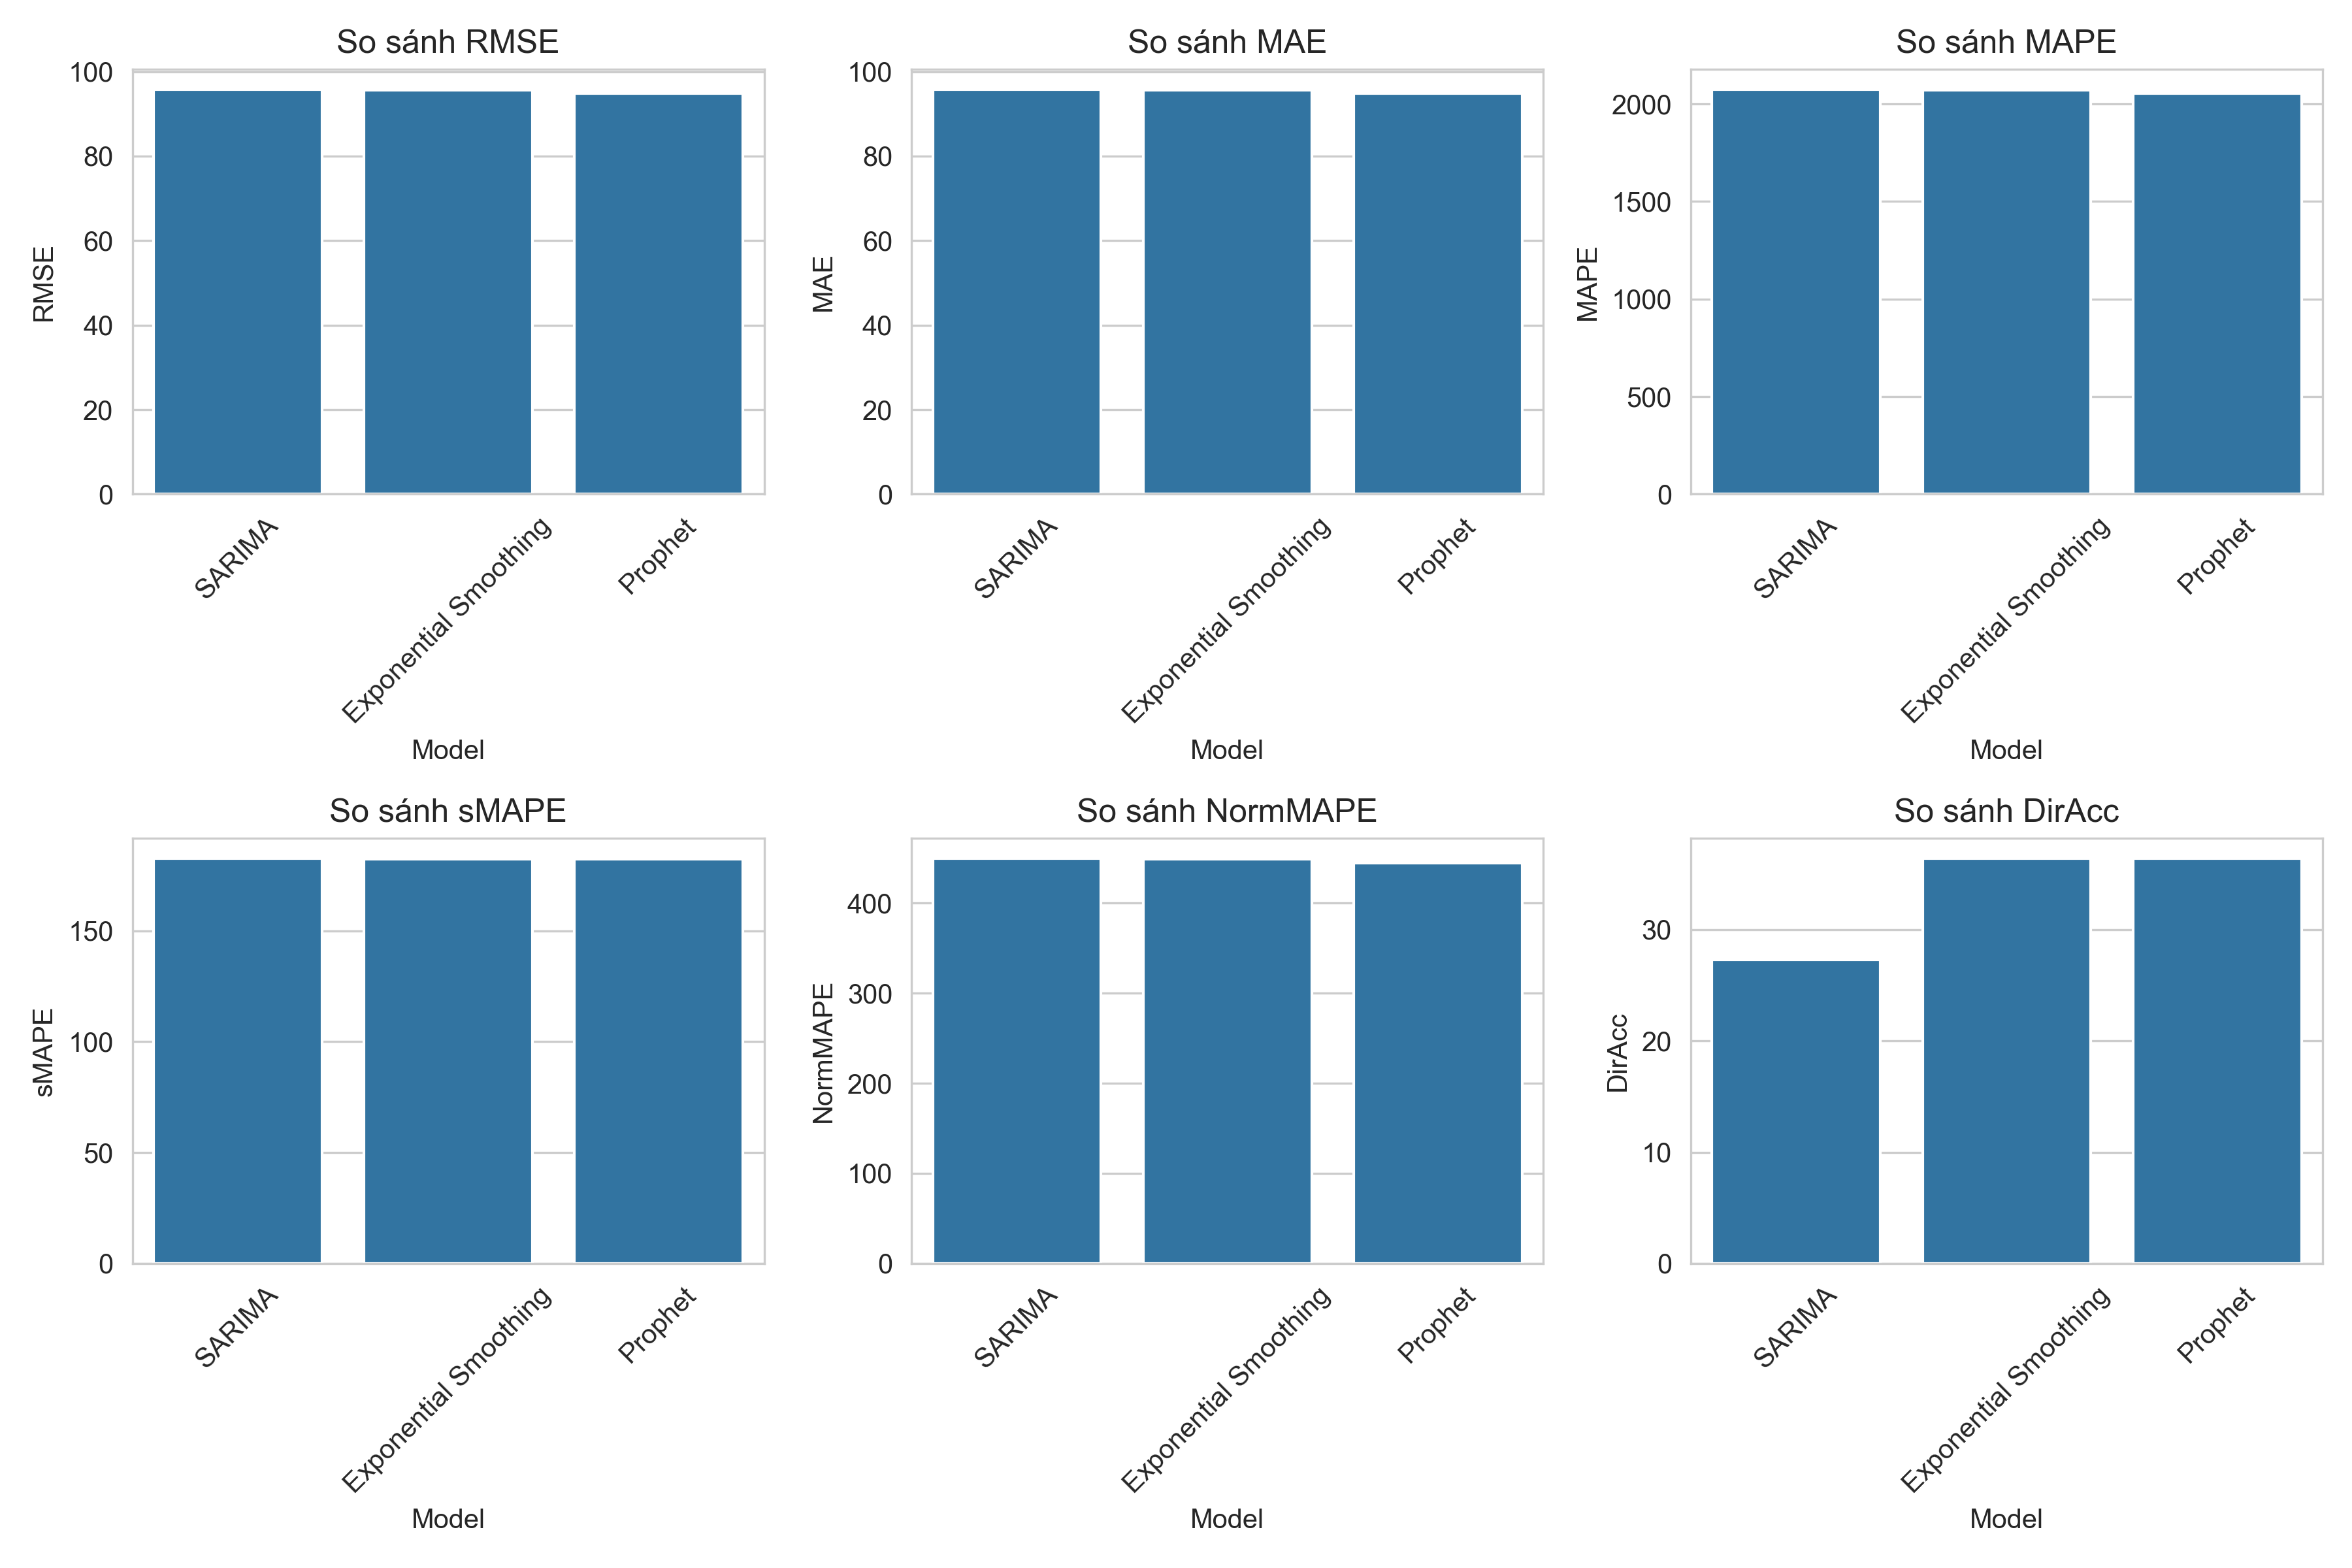 So sánh RMSE
RMSE
100
80
60
40
20
0
SARIMA
Exponential Smoothing
Prophet
Model
So sánh MAE
MAE
100
80
60
40
20
0
SARIMA
Exponential Smoothing
Prophet
Model
So sánh MAPE
MAPE
2000
1500
1000
500
0
SARIMA
Exponential Smoothing
Prophet
Model
So sánh sMAPE
sMAPE
150
100
50
0
SARIMA
Exponential Smoothing
Prophet
Model
So sánh NormMAPE
NormMAPE
400
300
200
100
0
SARIMA
Exponential Smoothing
Prophet
Model
So sánh DirAcc
DirAcc
30
20
10
0
SARIMA
Exponential Smoothing
Prophet
Model